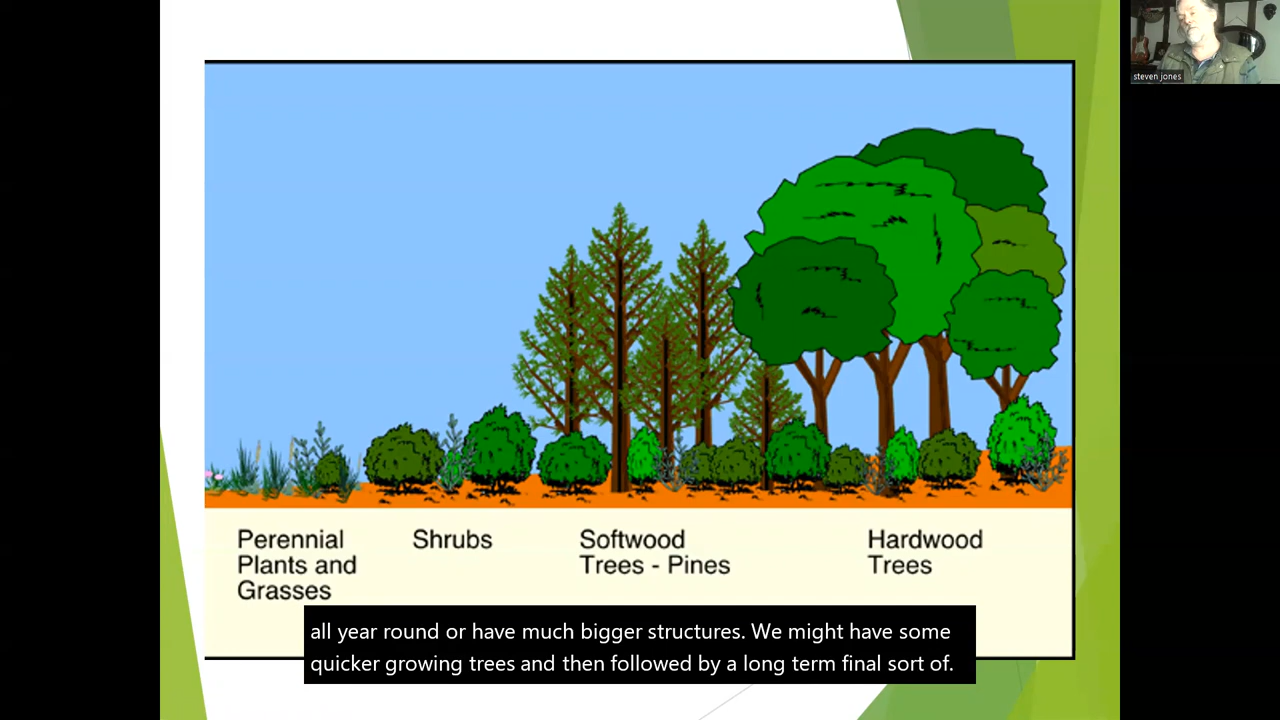 steven jones
Perennial
Plants and
Grasses
Shrubs
Softwood
Trees - Pines
Hardwood
Trees
all year round or have much bigger structures. We might have some
quicker growing trees and then followed by a long term final sort of.